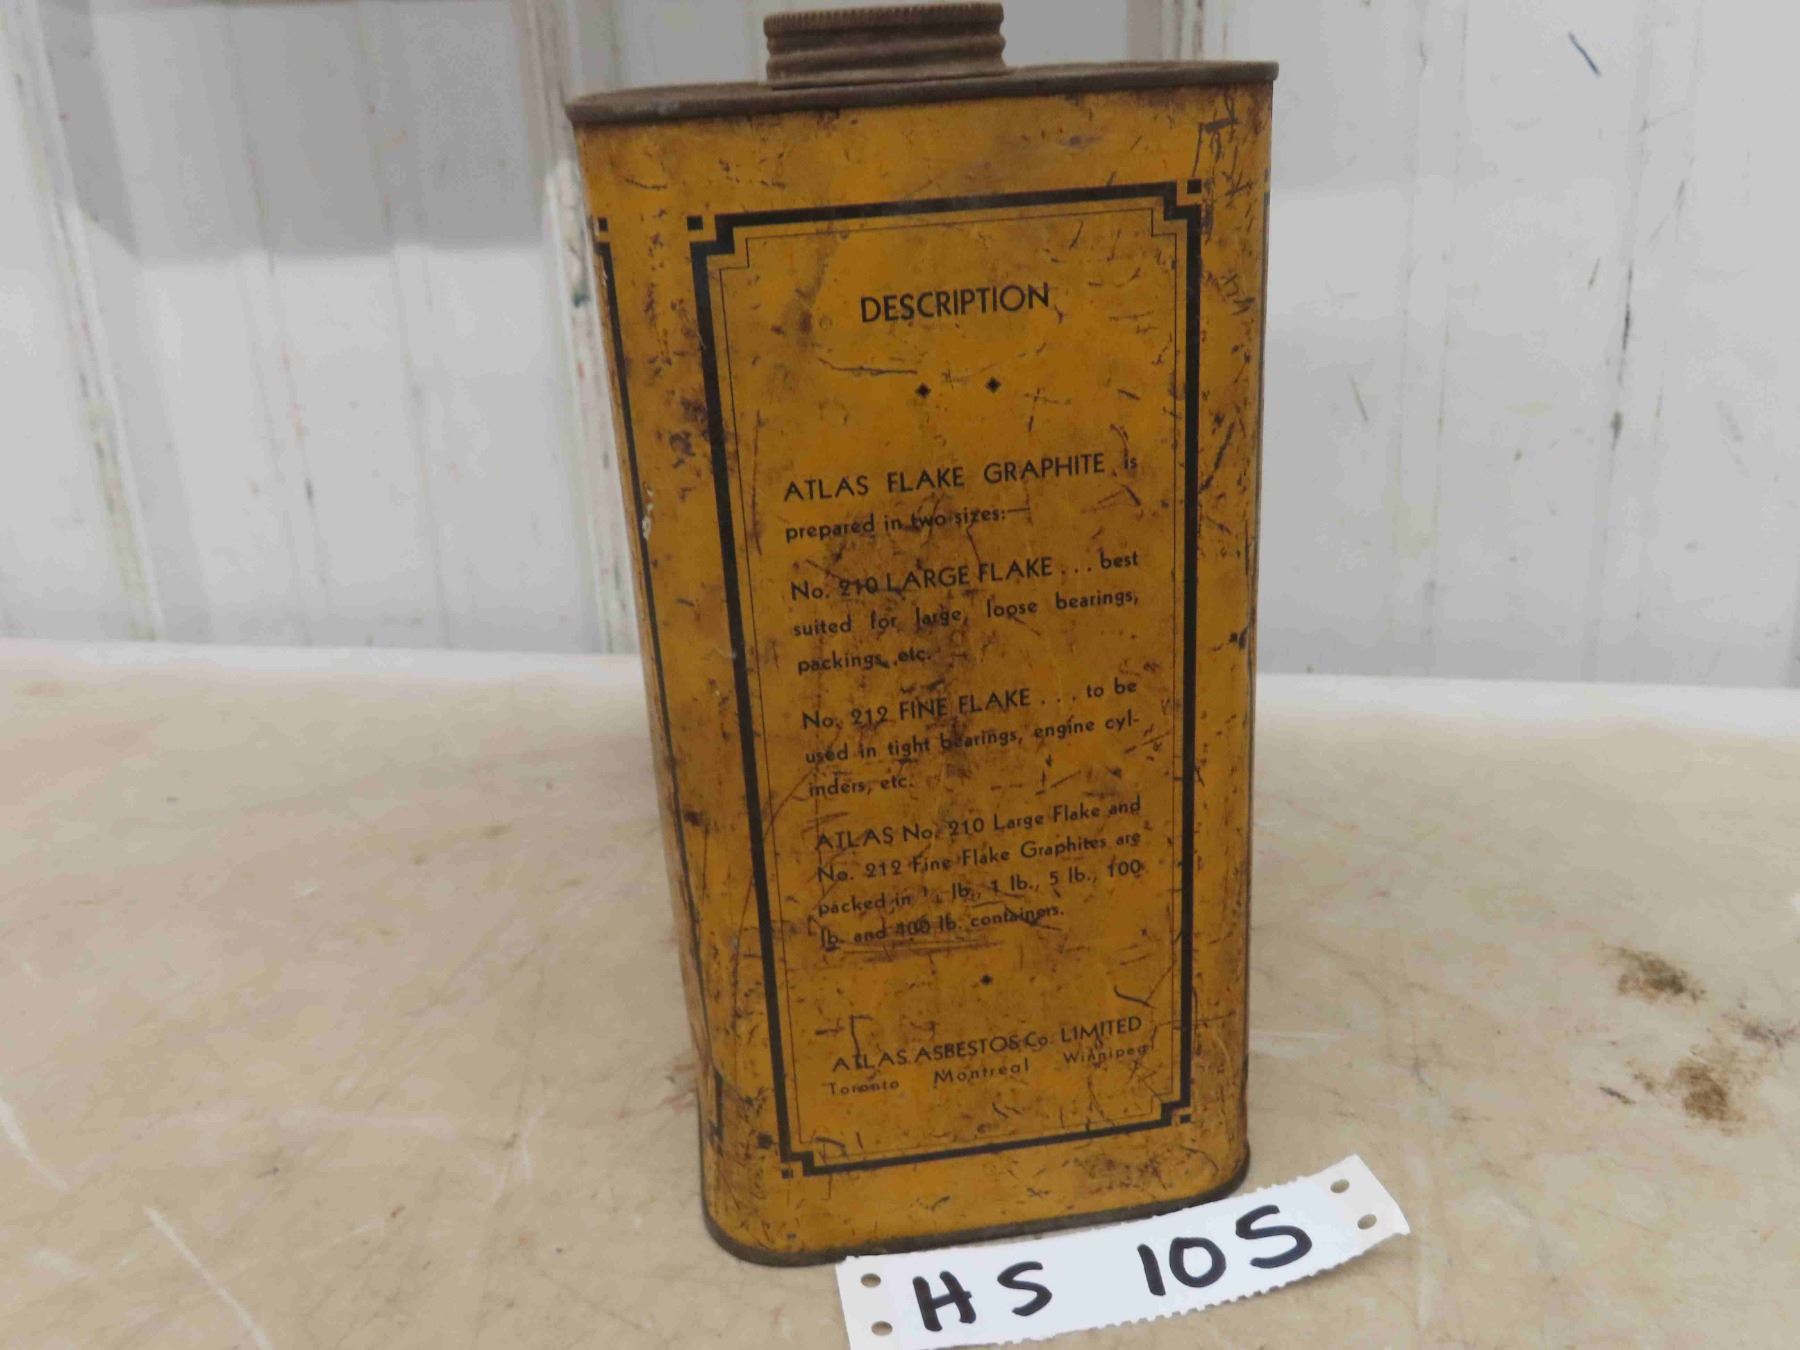 DESCRIPTION
ATLAS FLAKE GRAPHITE is
prepared in two sizes:—
No. 210 LARGE FLAKE . . . best
suited for large, loose bearings,
packings, etc.
No. 212 FINE FLAKE . . . to be
used in tight bearings, engine cyl-
inders, etc.
ATLAS No. 210 Large Flake and
No. 212 Fine Flake Graphites are
packed in lb., 1 lb., 5 lb., 100
lb. and 400 lb. containers.
ATLAS ASBESTOS Co. LIMITED
Toronto Montreal Winnipeg
HS 105